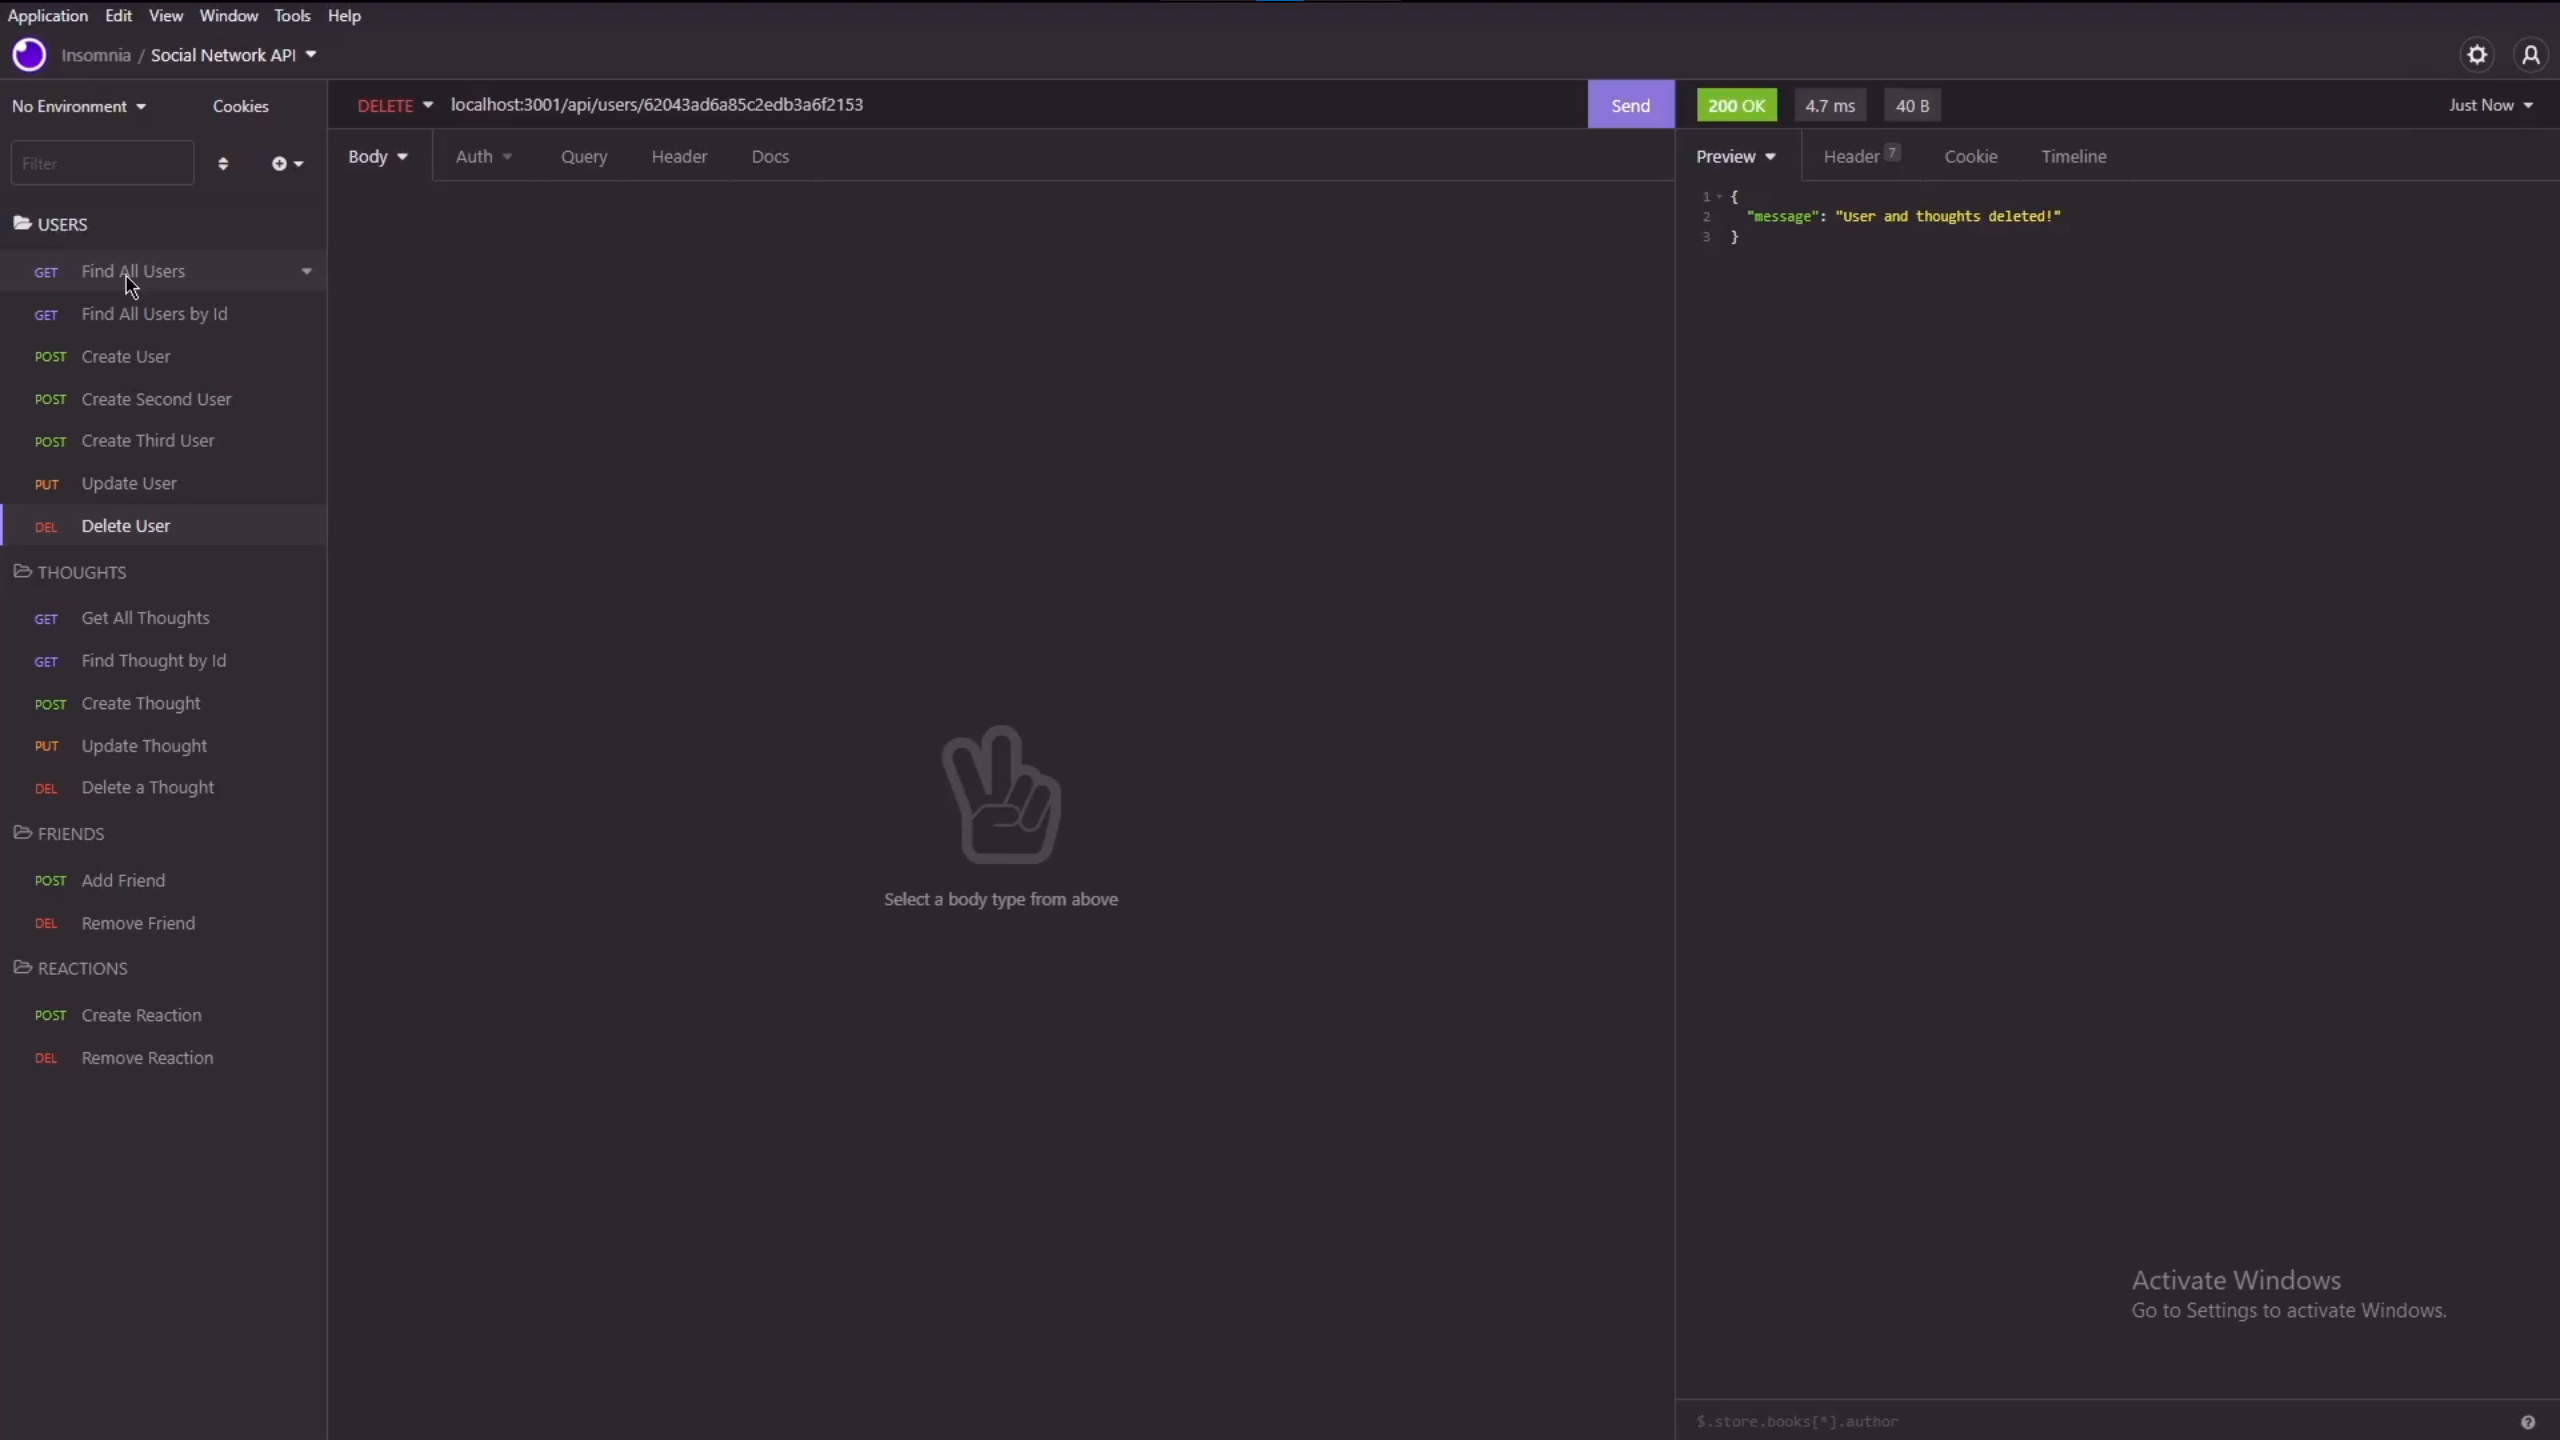 Application Edit View Window Tools Help
Insomnia / Social Network API
No Environment Cookies
DELETE localhost:3001/api/users/62043ad6a85c2edb3a6f2153 Send
200 OK 4.7 ms 40 B Just Now
Filter
Body Auth Query Header Docs
Preview Header 7 Cookie Timeline
1 {
2 "message": "User and thoughts deleted!"
3 }
USERS
GET Find All Users
GET Find All Users by Id
POST Create User
POST Create Second User
POST Create Third User
PUT Update User
DEL Delete User
THOUGHTS
GET Get All Thoughts
GET Find Thought by Id
POST Create Thought
PUT Update Thought
DEL Delete a Thought
FRIENDS
POST Add Friend
DEL Remove Friend
REACTIONS
POST Create Reaction
DEL Remove Reaction
Select a body type from above
Activate Windows
Go to Settings to activate Windows.
$.store.books[*].author